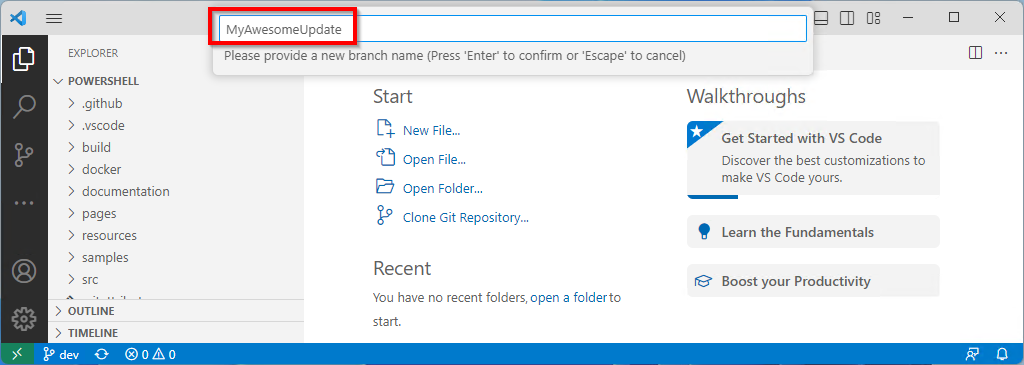 MyAwesomeUpdate
Please provide a new branch name (Press 'Enter' to confirm or 'Escape' to cancel)
EXPLORER
POWERSHELL
.github
.vscode
build
docker
documentation
pages
resources
samples
src
OUTLINE
TIMELINE
Start
New File...
Open File...
Open Folder...
Clone Git Repository...
Recent
You have no recent folders, open a folder to
start.
Walkthroughs
Get Started with VS Code
Discover the best customizations to
make VS Code yours.
Learn the Fundamentals
Boost your Productivity
dev
0
0